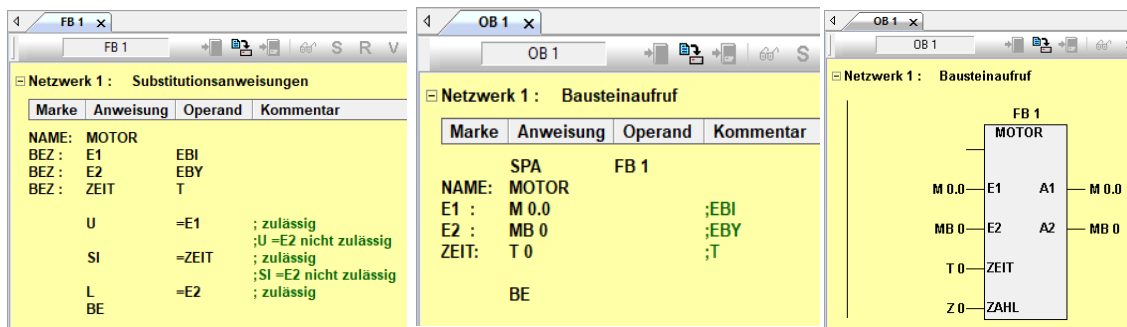 FB 1 x
FB 1 S R V
Netzwerk 1 : Substitutionsanweisungen
Marke Anweisung Operand Kommentar
NAME: MOTOR
BEZ : E1 EBI
BEZ : E2 EBY
BEZ : ZEIT T
U =E1 ; zulässig
;U =E2 nicht zulässig
SI =ZEIT ; zulässig
;SI =E2 nicht zulässig
L =E2 ; zulässig
BE
OB 1 x
OB 1 S
Netzwerk 1 : Bausteinaufruf
Marke Anweisung Operand Kommentar
SPA FB 1
NAME: MOTOR
E1 : M 0.0 ;EBI
E2 : MB 0 ;EBY
ZEIT: T 0 ;T
BE
OB 1 x
OB 1 S
Netzwerk 1 : Bausteinaufruf
FB 1
MOTOR
M 0.0 E1 A1 M 0.0
MB 0 E2 A2 MB 0
T 0 ZEIT
Z 0 ZAHL